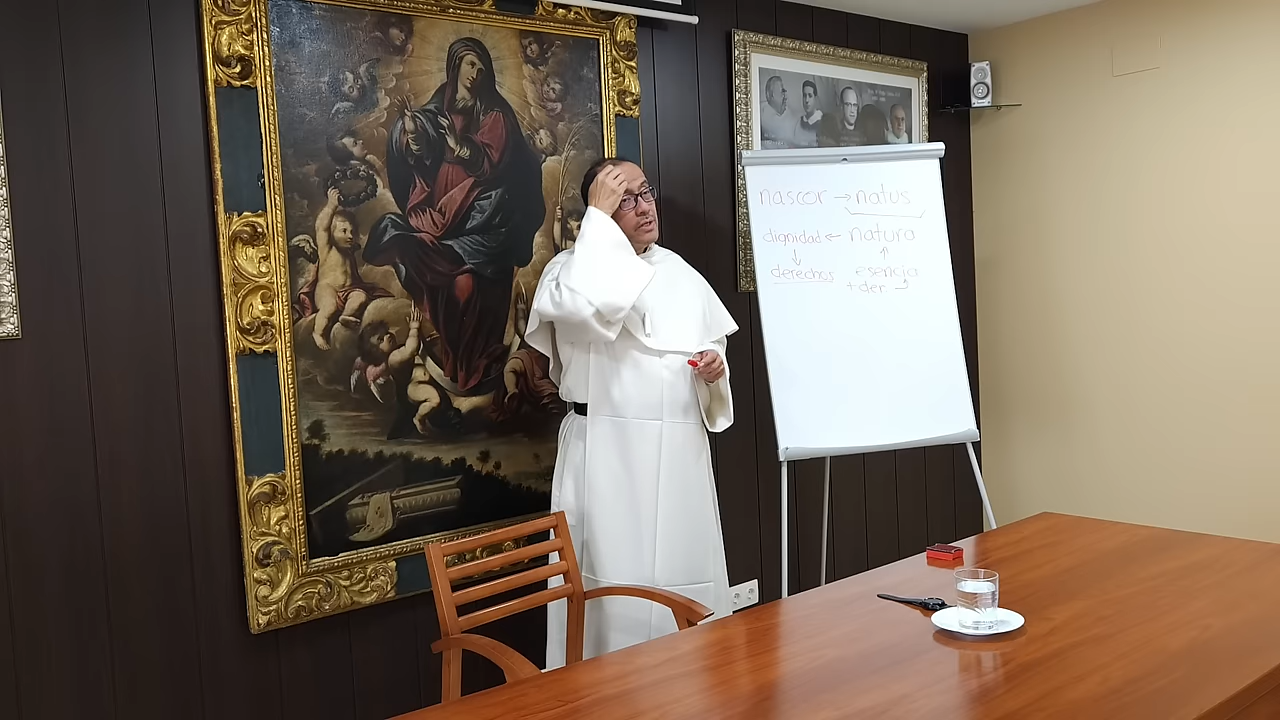 nascor → natus
dignidad ← natura
↓ ↑
derechos esencia
+ der